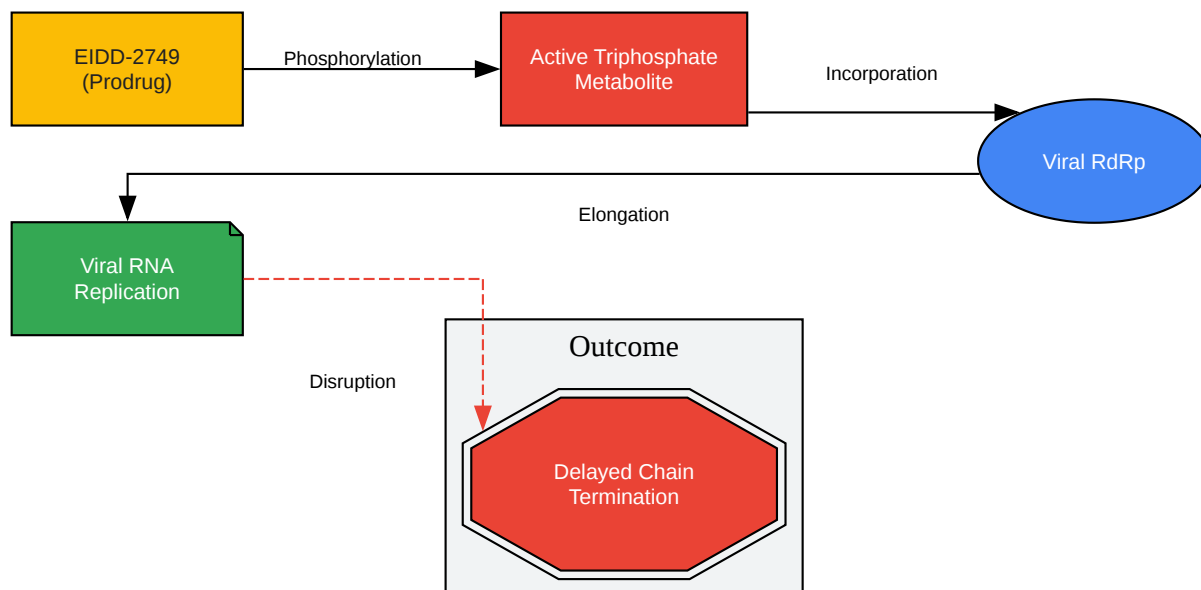 EIDD-2749
(Prodrug)
Phosphorylation
Active Triphosphate
Metabolite
Incorporation
Viral RdRp
Elongation
Viral RNA
Replication
Disruption
Outcome
Delayed Chain
Termination